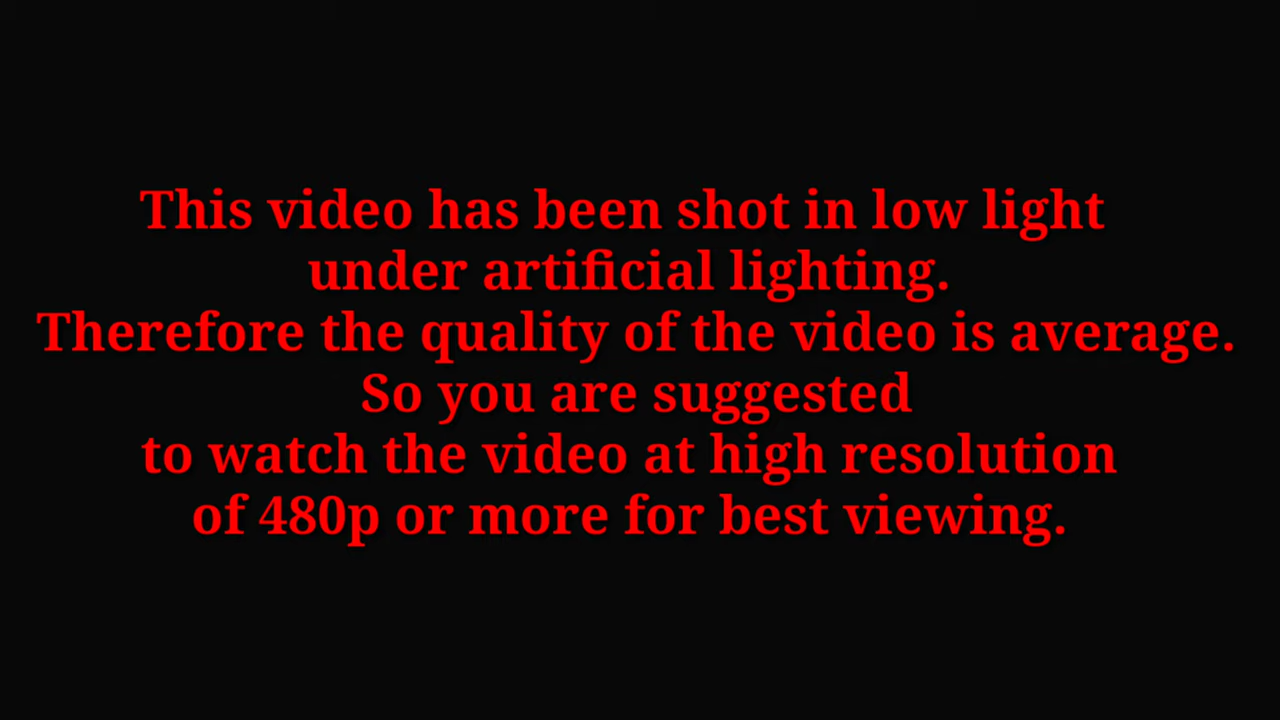 This video has been shot in low light
under artificial lighting.
Therefore the quality of the video is average.
So you are suggested
to watch the video at high resolution
of 480p or more for best viewing.